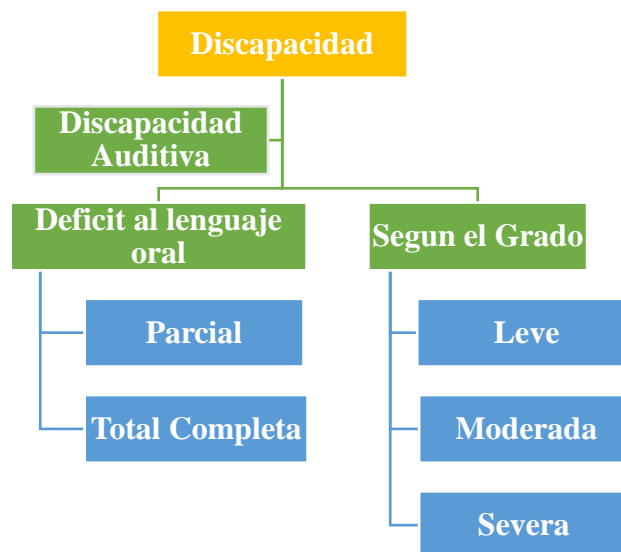 Discapacidad
Discapacidad
Auditiva
Deficit al lenguaje
oral
Segun el Grado
Parcial
Total Completa
Leve
Moderada
Severa